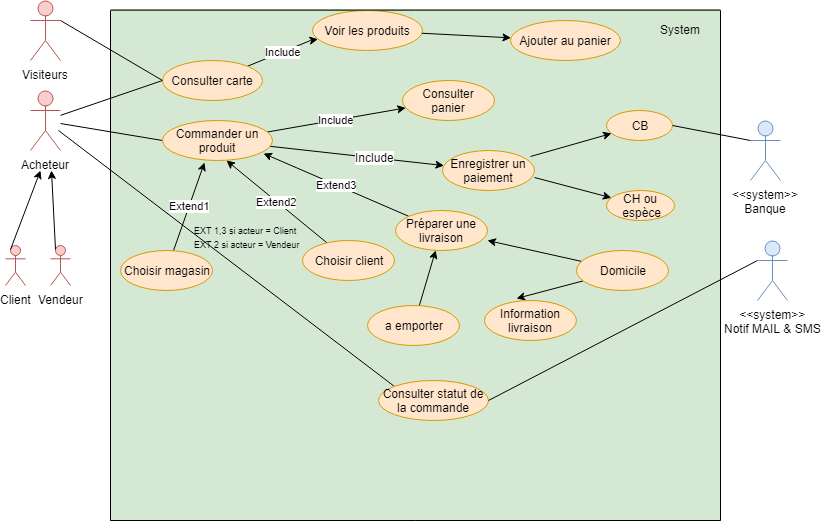 System
Voir les produits
Ajouter au panier
Include
Visiteurs
Consulter carte
Consulter
panier
Include
Commander un
produit
Acheteur
CB
Include
Enregistrer un
paiement
<<system>>
Banque
Extend3
Extend1
Extend2
CH ou
espèce
Préparer une
livraison
EXT 1,3 si acteur = Client
EXT 2 si acteur = Vendeur
Choisir magasin
Choisir client
Domicile
Client
Vendeur
<<system>>
Notif MAIL & SMS
a emporter
Information
livraison
Consulter statut de
la commande